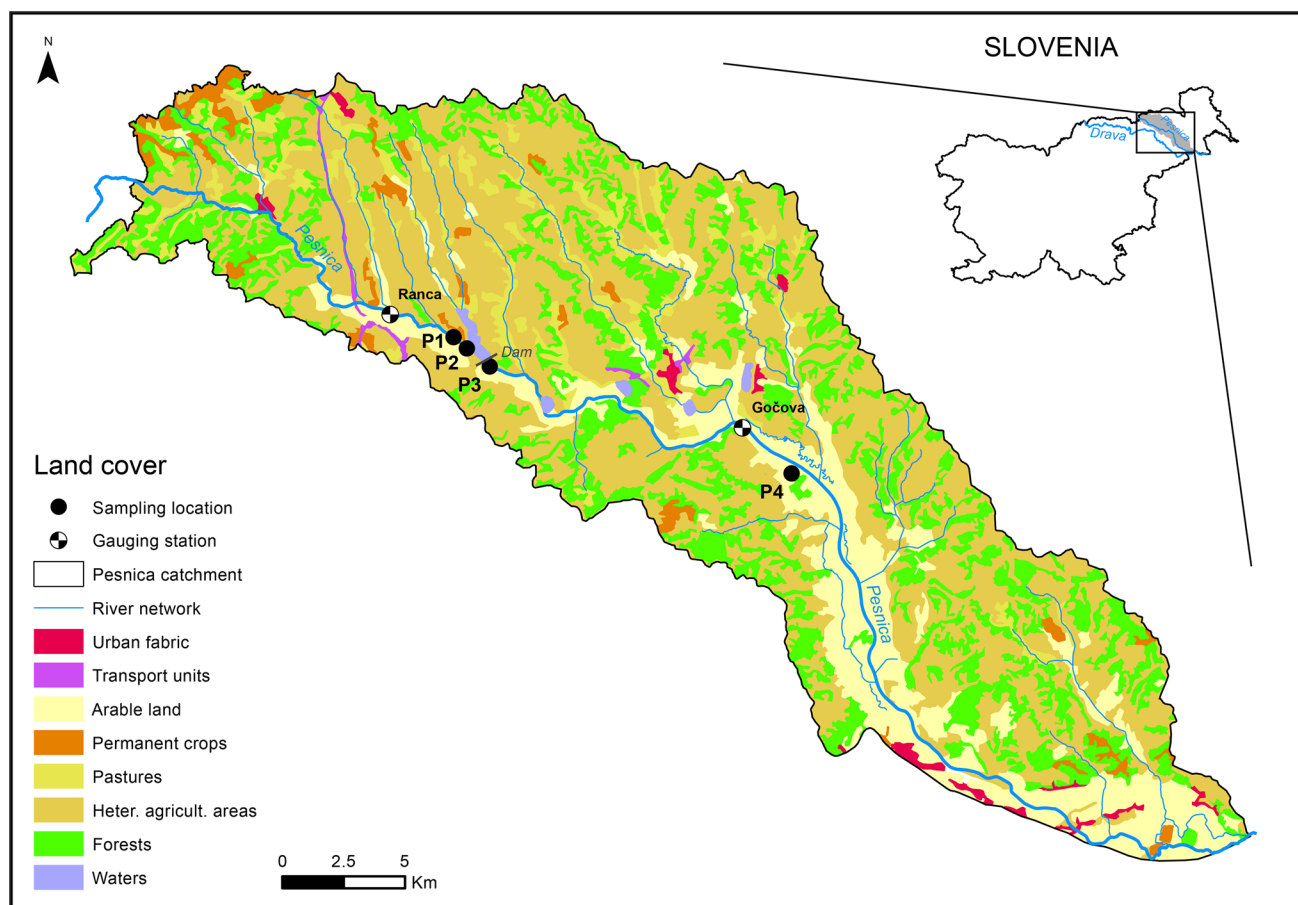 N
SLOVENIA
Pesnica
Drava
Pesnica
Ranca
P1
P2
Dam
P3
Gočova
P4
Pesnica
Land cover
Sampling location
Gauging station
Pesnica catchment
River network
Urban fabric
Transport units
Arable land
Permanent crops
Pastures
Heter. agricult. areas
Forests
Waters
0 2.5 5
Km